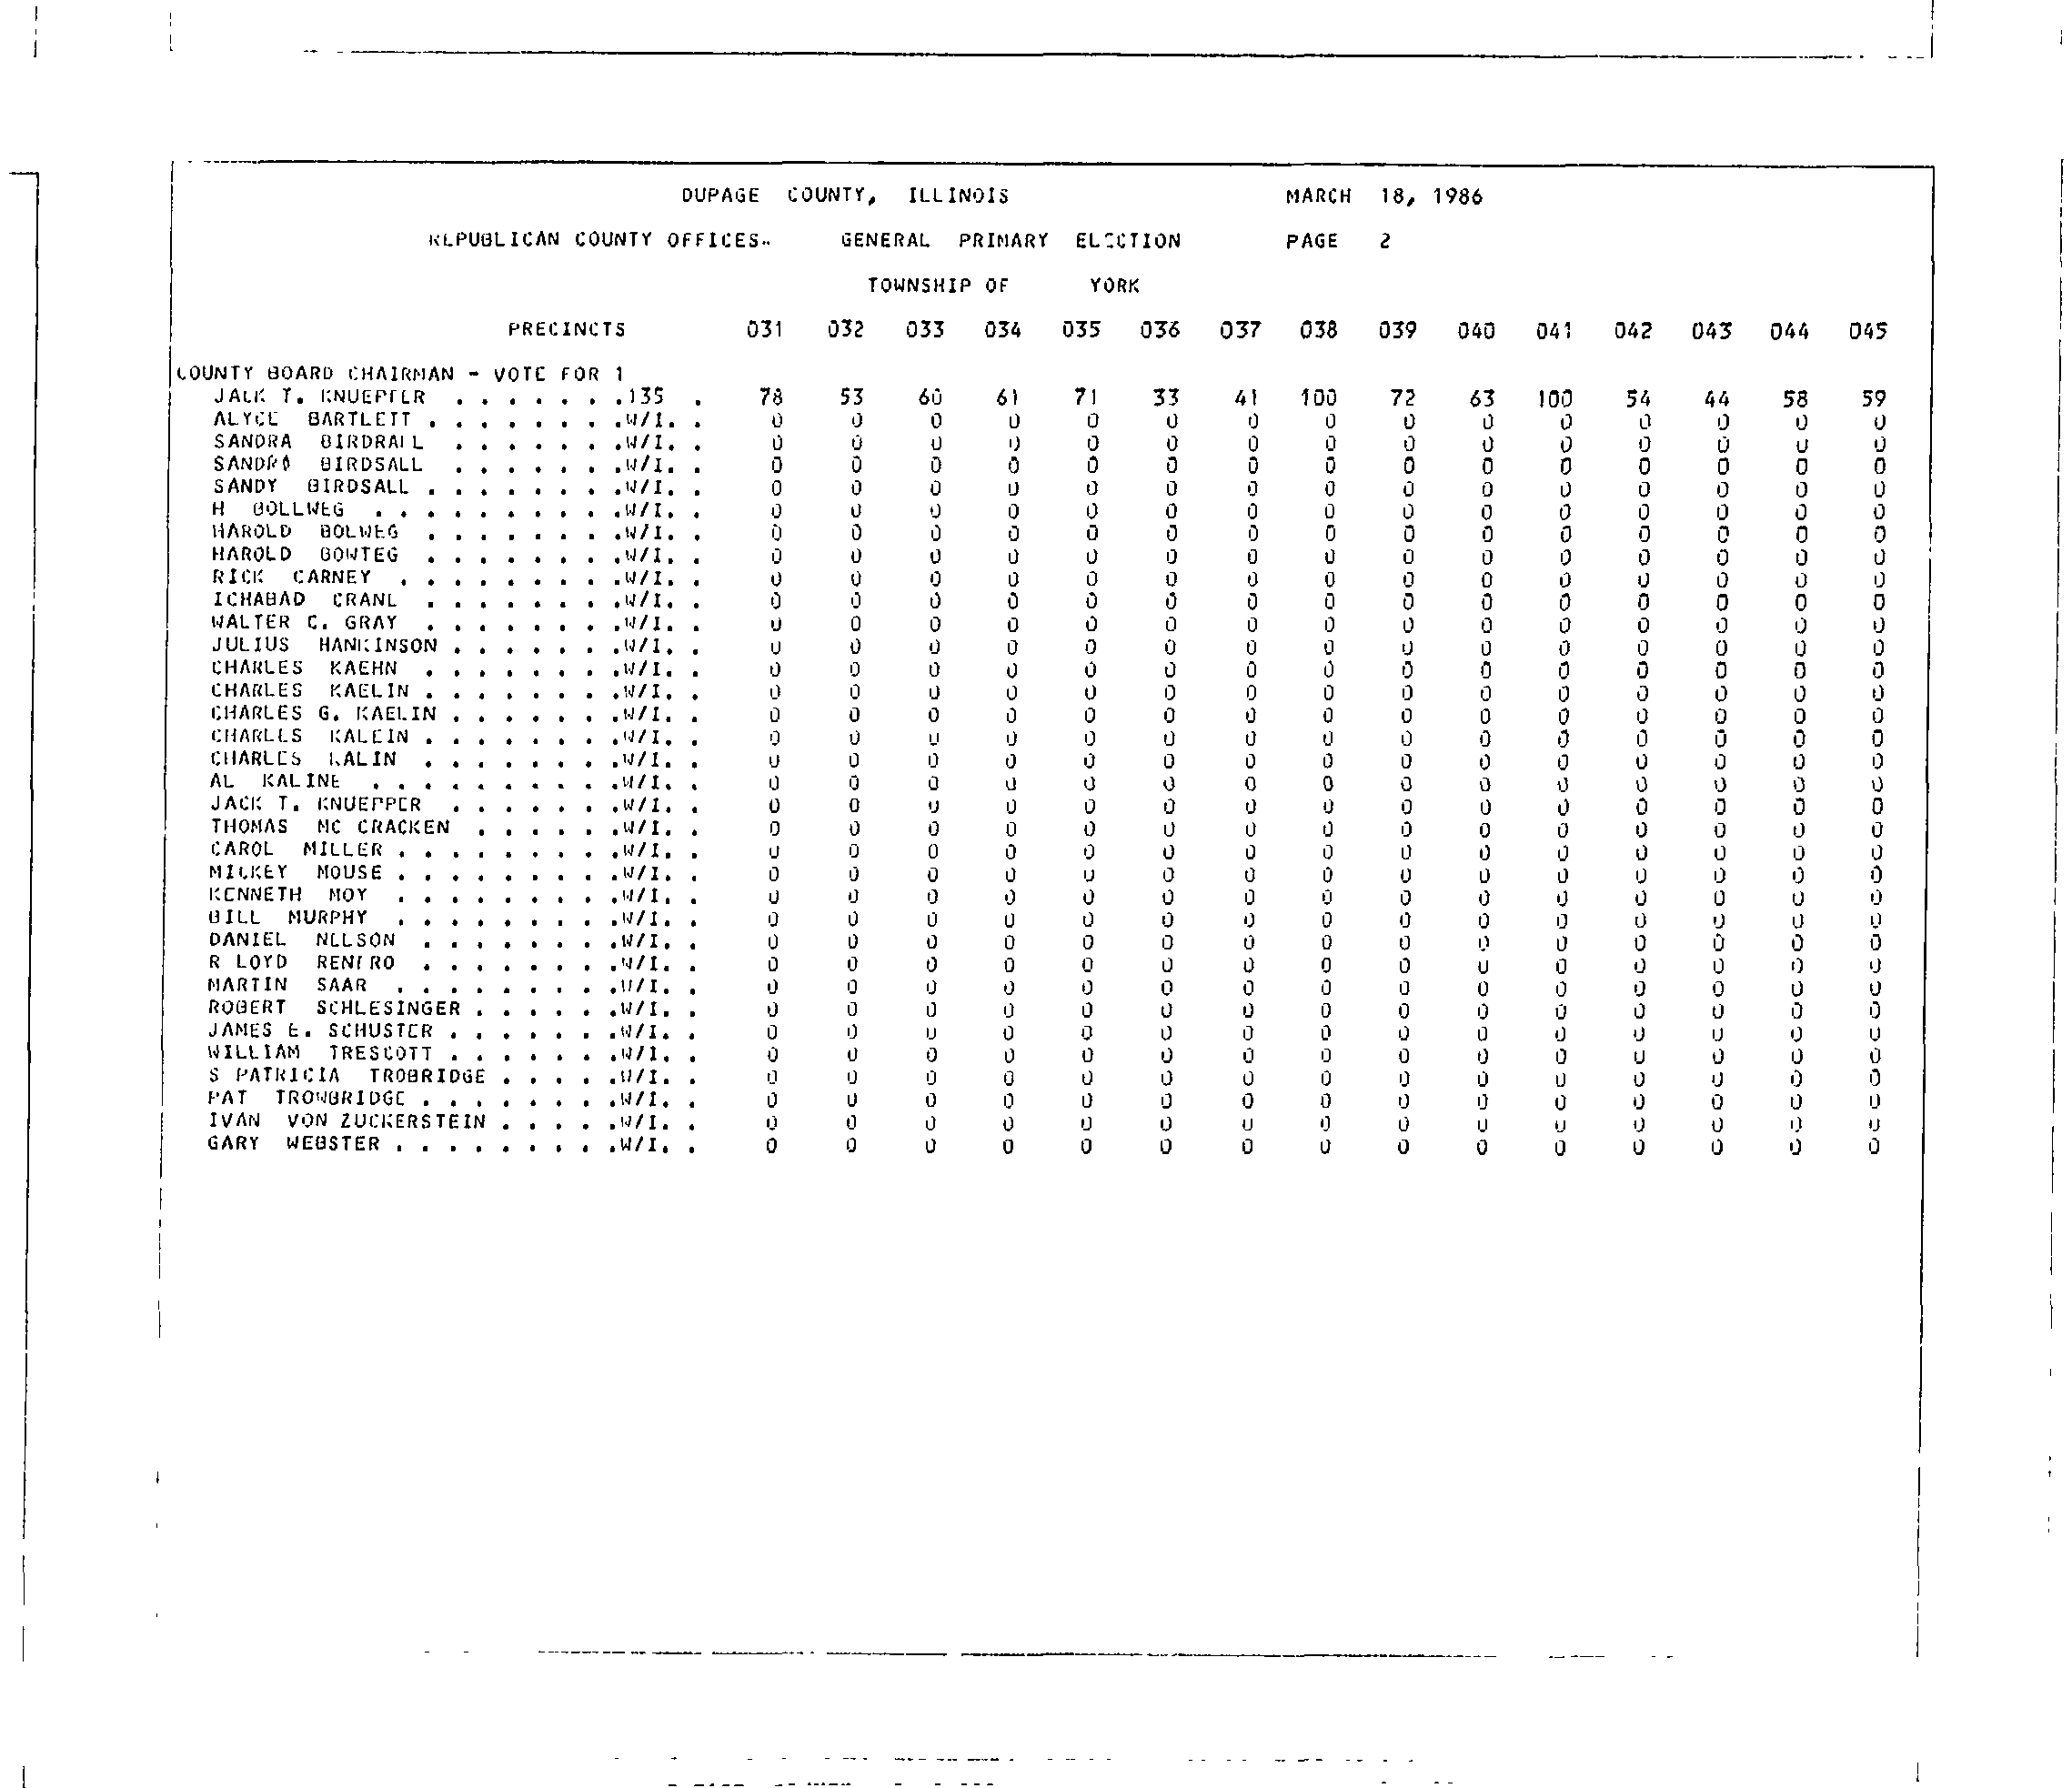 DUPAGE COUNTY, ILLINOIS MARCH 18, 1986
REPUBLICAN COUNTY OFFICES- GENERAL PRIMARY ELECTION PAGE 2
TOWNSHIP OF YORK
PRECINCTS 031 032 033 034 035 036 037 038 039 040 041 042 043 044 045
COUNTY BOARD CHAIRMAN - VOTE FOR 1
JACK T. KNUEPFER . . . . . . .135 . 78 53 60 61 71 33 41 100 72 63 100 54 44 58 59
ALYCE BARTLETT . . . . . . . .W/I. . 0 0 0 0 0 0 0 0 0 0 0 0 0 0 0
SANDRA BIRDRALL . . . . . . .W/I. . 0 0 0 0 0 0 0 0 0 0 0 0 0 0 0
SANDRA BIRDSALL . . . . . . .W/I. . 0 0 0 0 0 0 0 0 0 0 0 0 0 0 0
SANDY BIRDSALL . . . . . . . .W/I. . 0 0 0 0 0 0 0 0 0 0 0 0 0 0 0
H BOLLWEG . . . . . . . . . .W/I. . 0 0 0 0 0 0 0 0 0 0 0 0 0 0 0
HAROLD BOLWEG . . . . . . . .W/I. . 0 0 0 0 0 0 0 0 0 0 0 0 0 0 0
HAROLD BOWTEG . . . . . . . .W/I. . 0 0 0 0 0 0 0 0 0 0 0 0 0 0 0
RICK CARNEY . . . . . . . . .W/I. . 0 0 0 0 0 0 0 0 0 0 0 0 0 0 0
ICHABAD CRANE . . . . . . . .W/I. . 0 0 0 0 0 0 0 0 0 0 0 0 0 0 0
WALTER C. GRAY . . . . . . . .W/I. . 0 0 0 0 0 0 0 0 0 0 0 0 0 0 0
JULIUS HANKINSON . . . . . . .W/I. . 0 0 0 0 0 0 0 0 0 0 0 0 0 0 0
CHARLES KAEHN . . . . . . . .W/I. . 0 0 0 0 0 0 0 0 0 0 0 0 0 0 0
CHARLES KAELIN . . . . . . . .W/I. . 0 0 0 0 0 0 0 0 0 0 0 0 0 0 0
CHARLES G. KAELIN . . . . . . .W/I. . 0 0 0 0 0 0 0 0 0 0 0 0 0 0 0
CHARLES KALEIN . . . . . . . .W/I. . 0 0 0 0 0 0 0 0 0 0 0 0 0 0 0
CHARLES KALIN . . . . . . . .W/I. . 0 0 0 0 0 0 0 0 0 0 0 0 0 0 0
AL KALINE . . . . . . . . . .W/I. . 0 0 0 0 0 0 0 0 0 0 0 0 0 0 0
JACK T. KNUEPPER . . . . . . .W/I. . 0 0 0 0 0 0 0 0 0 0 0 0 0 0 0
THOMAS MC CRACKEN . . . . . .W/I. . 0 0 0 0 0 0 0 0 0 0 0 0 0 0 0
CAROL MILLER . . . . . . . . .W/I. . 0 0 0 0 0 0 0 0 0 0 0 0 0 0 0
MICKEY MOUSE . . . . . . . . .W/I. . 0 0 0 0 0 0 0 0 0 0 0 0 0 0 0
KENNETH MOY . . . . . . . . .W/I. . 0 0 0 0 0 0 0 0 0 0 0 0 0 0 0
BILL MURPHY . . . . . . . . .W/I. . 0 0 0 0 0 0 0 0 0 0 0 0 0 0 0
DANIEL NELSON . . . . . . . .W/I. . 0 0 0 0 0 0 0 0 0 0 0 0 0 0 0
R LOYD RENFRO . . . . . . . .W/I. . 0 0 0 0 0 0 0 0 0 0 0 0 0 0 0
MARTIN SAAR . . . . . . . . .W/I. . 0 0 0 0 0 0 0 0 0 0 0 0 0 0 0
ROBERT SCHLESINGER . . . . . .W/I. . 0 0 0 0 0 0 0 0 0 0 0 0 0 0 0
JAMES E. SCHUSTER . . . . . . .W/I. . 0 0 0 0 0 0 0 0 0 0 0 0 0 0 0
WILLIAM TRESCOTT . . . . . . .W/I. . 0 0 0 0 0 0 0 0 0 0 0 0 0 0 0
S PATRICIA TROBRIDGE . . . . .W/I. . 0 0 0 0 0 0 0 0 0 0 0 0 0 0 0
PAT TROWBRIDGE . . . . . . . .W/I. . 0 0 0 0 0 0 0 0 0 0 0 0 0 0 0
IVAN VON ZUCKERSTEIN . . . . .W/I. . 0 0 0 0 0 0 0 0 0 0 0 0 0 0 0
GARY WEBSTER . . . . . . . . .W/I. . 0 0 0 0 0 0 0 0 0 0 0 0 0 0 0